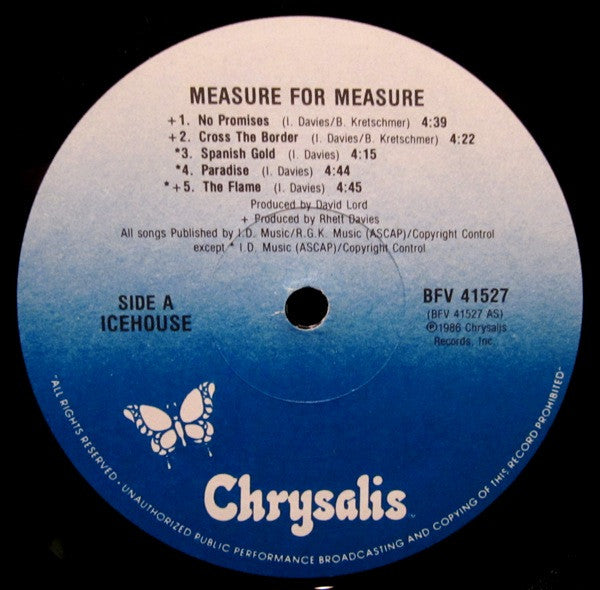 MEASURE FOR MEASURE
+1. No Promises (I. Davies/B. Kretschmer) 4:39
+2. Cross The Border (I. Davies/B. Kretschmer) 4:22
*3. Spanish Gold (I. Davies) 4:15
*4. Paradise (I. Davies) 4:44
*+5. The Flame (I. Davies) 4:45
Produced by David Lord
+ Produced by Rhett Davies
All songs Published by I.D. Music/R.G.K. Music (ASCAP)/Copyright Control
except * I.D. Music (ASCAP)/Copyright Control
SIDE A
ICEHOUSE
BFV 41527
(BFV 41527 AS)
℗1986 Chrysalis
Records, Inc.
Chrysalis™
"ALL RIGHTS RESERVED - UNAUTHORIZED PUBLIC PERFORMANCE BROADCASTING AND COPYING OF THIS RECORD PROHIBITED"